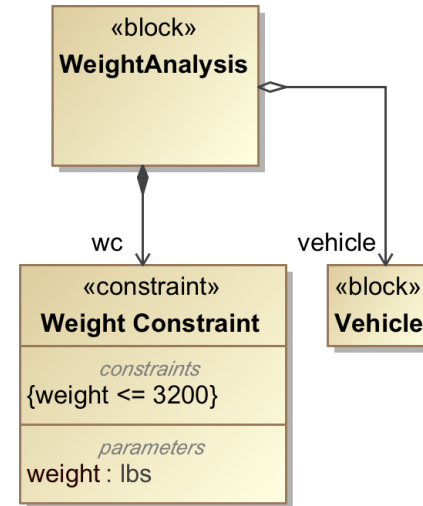 «block»
WeightAnalysis
wc
vehicle
«constraint»
Weight Constraint
constraints
{weight <= 3200}
parameters
weight : lbs
«block»
Vehicle